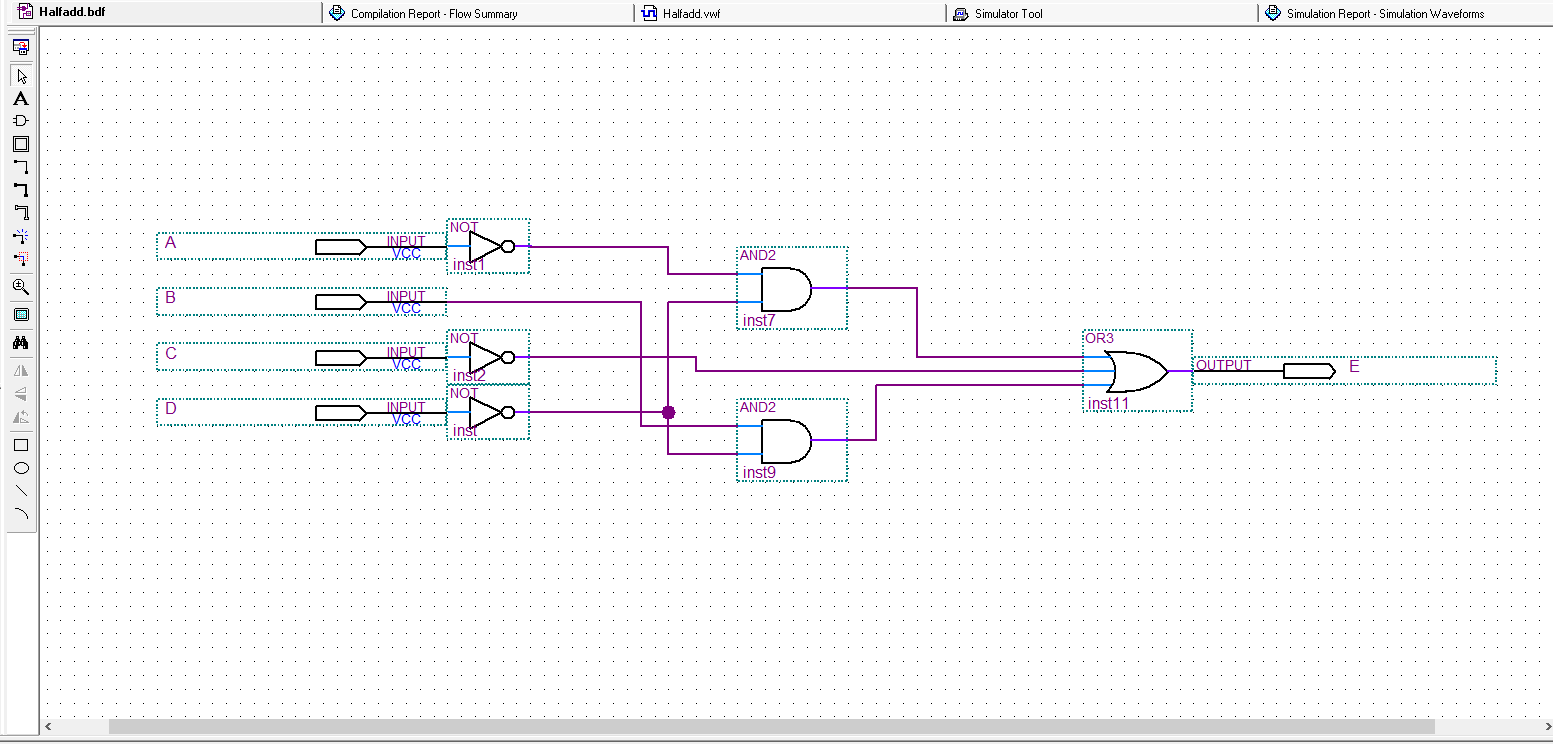 Halfadd.bdf
Compilation Report - Flow Summary
Halfadd.vwf
Simulator Tool
Simulation Report - Simulation Waveforms
A
INPUT
VCC
NOT
inst1
AND2
inst7
B
INPUT
VCC
C
INPUT
VCC
NOT
inst2
OR3
inst11
OUTPUT
E
D
INPUT
VCC
NOT
inst
AND2
inst9